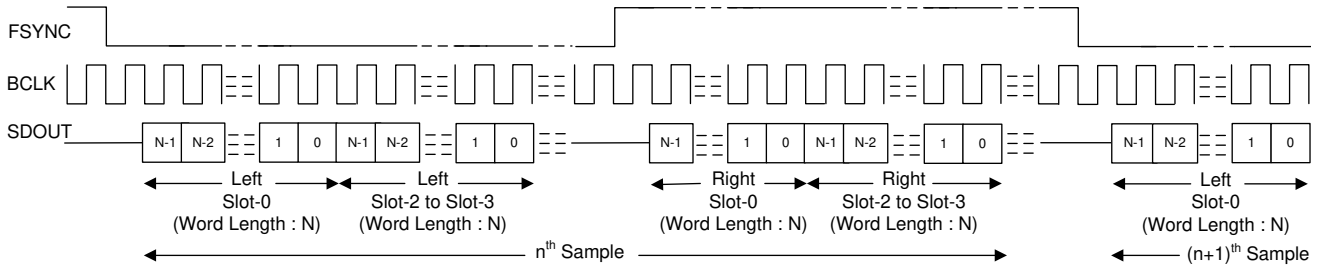 FSYNC
BCLK
SDOUT
N-1 N-2 1 0 N-1 N-2 1 0 N-1 1 0 N-1 N-2 1 0 N-1 N-2 1 0
Left Left Right Right Left
Slot-0 Slot-2 to Slot-3 Slot-0 Slot-2 to Slot-3 Slot-0
(Word Length : N) (Word Length : N) (Word Length : N) (Word Length : N) (Word Length : N)
nth Sample (n+1)th Sample